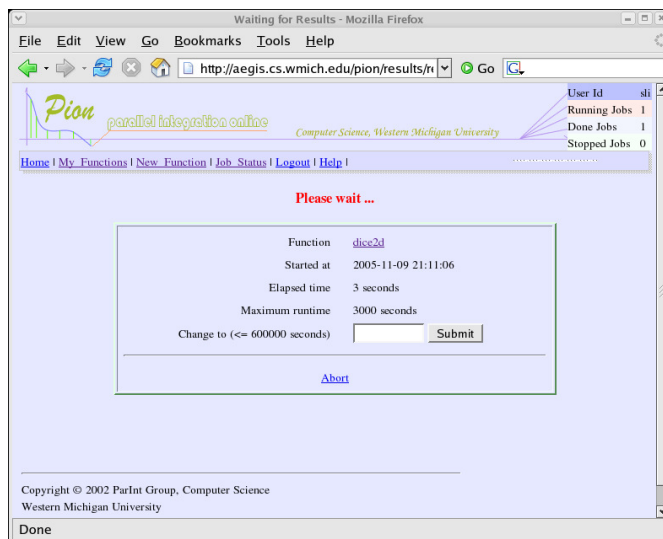 Waiting for Results - Mozilla Firefox
File Edit View Go Bookmarks Tools Help
http://aegis.cs.wmich.edu/pion/results/r Go G
Pion parallel integration online
Computer Science, Western Michigan University
User Id sli
Running Jobs 1
Done Jobs 1
Stopped Jobs 0
Home | My Functions | New Function | Job Status | Logout | Help |
Please wait ...
Function dice2d
Started at 2005-11-09 21:11:06
Elapsed time 3 seconds
Maximum runtime 3000 seconds
Change to (<= 600000 seconds) Submit
Abort
Copyright © 2002 ParInt Group, Computer Science
Western Michigan University
Done